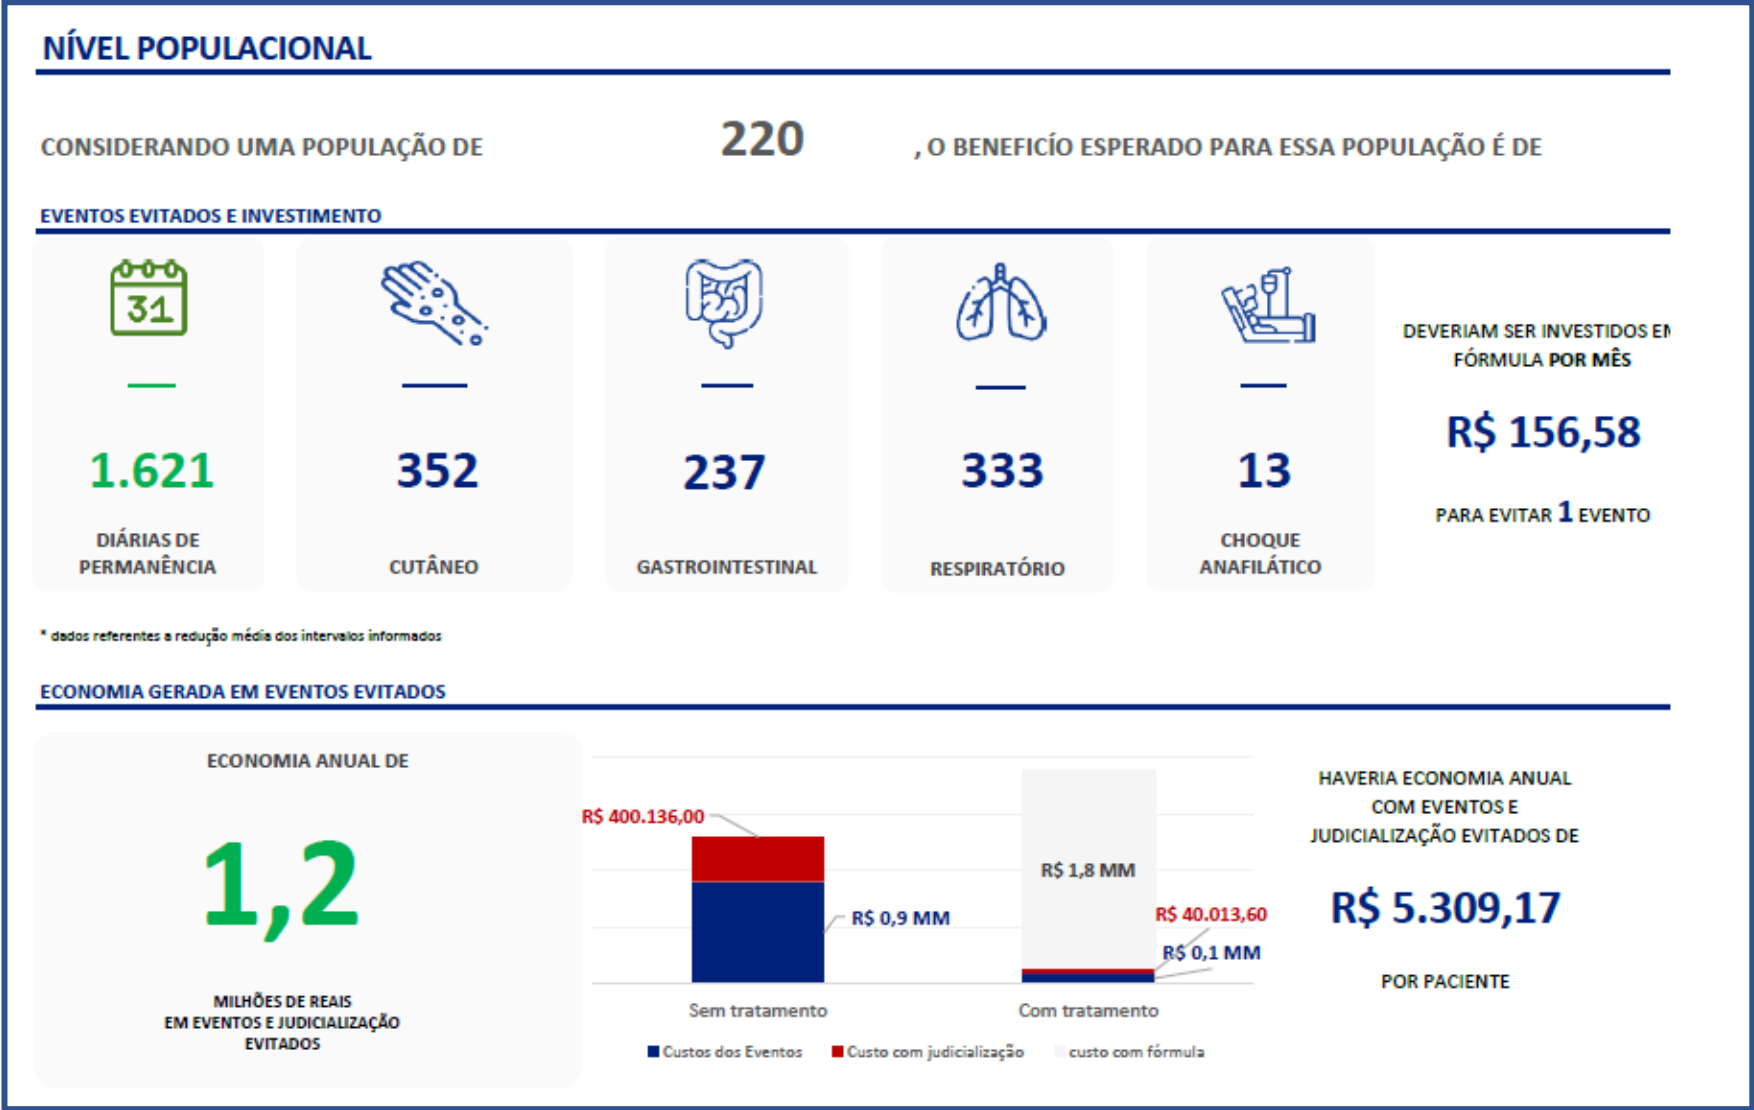 NÍVEL POPULACIONAL
CONSIDERANDO UMA POPULAÇÃO DE 220 , O BENEFICÍO ESPERADO PARA ESSA POPULAÇÃO É DE
EVENTOS EVITADOS E INVESTIMENTO
31
1.621
DIÁRIAS DE
PERMANÊNCIA
352
CUTÂNEO
237
GASTROINTESTINAL
333
RESPIRATÓRIO
13
CHOQUE
ANAFILÁTICO
DEVERIAM SER INVESTIDOS EM
FÓRMULA POR MÊS
R$ 156,58
PARA EVITAR 1 EVENTO
* dados referentes a redução média dos intervalos informados
ECONOMIA GERADA EM EVENTOS EVITADOS
ECONOMIA ANUAL DE
1,2
MILHÕES DE REAIS
EM EVENTOS E JUDICIALIZAÇÃO
EVITADOS
R$ 400.136,00
R$ 0,9 MM
R$ 1,8 MM
R$ 40.013,60
R$ 0,1 MM
Sem tratamento
Com tratamento
Custos dos Eventos
Custo com judicialização
custo com fórmula
HAVERIA ECONOMIA ANUAL
COM EVENTOS E
JUDICIALIZAÇÃO EVITADOS DE
R$ 5.309,17
POR PACIENTE